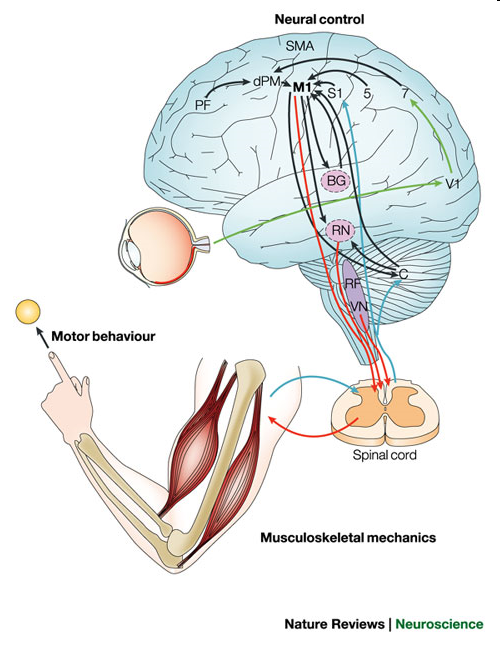 Neural control
SMA
dPM
M1
S1
5
7
PF
BG
V1
RN
C
RF
VN
Motor behaviour
Spinal cord
Musculoskeletal mechanics
Nature Reviews | Neuroscience